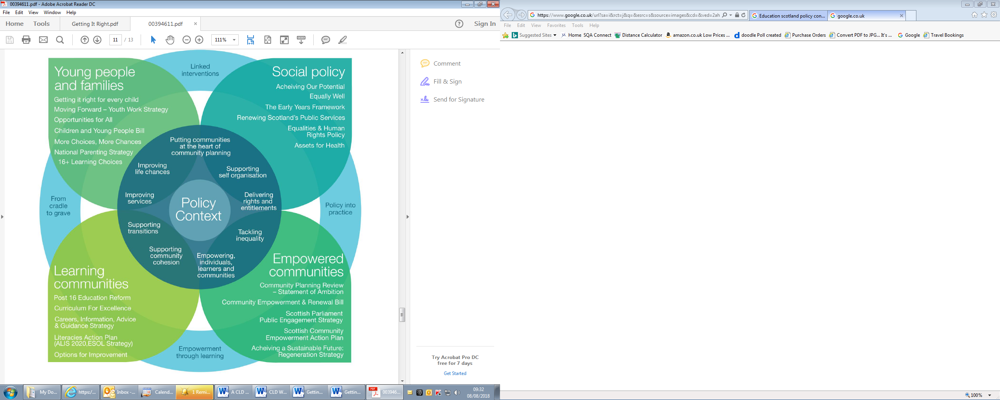 00394611.pdf - Adobe Acrobat Reader DC
File Edit View Window Help
Home Tools Getting It Right.pdf 00394611.pdf × Sign In
11 / 13 111%
Linked
interventions
Young people
and families
Getting it right for every child
Moving Forward – Youth Work Strategy
Opportunities for All
Children and Young People Bill
More Choices, More Chances
National Parenting Strategy
16+ Learning Choices
Social policy
Acheiving Our Potential
Equally Well
The Early Years Framework
Renewing Scotland's Public Services
Equalities & Human
Rights Policy
Assets for Health
Putting communities
at the heart of
community planning
Improving
life chances
Supporting
self organisation
Improving
services
Delivering
rights and
entitlements
From
cradle
to grave
Policy
Context
Policy into
practice
Supporting
transitions
Tackling
inequality
Supporting
community
cohesion
Empowering,
individuals,
learners and
communities
Learning
communities
Post 16 Education Reform
Curriculum For Excellence
Careers, Information, Advice
& Guidance Strategy
Literacies Action Plan
(ALIS 2020,ESOL Strategy)
Options for Improvement
Empowered
communities
Community Planning Review
– Statement of Ambition
Community Empowerment & Renewal Bill
Scottish Parliament
Public Engagement Strategy
Scottish Community
Empowerment Action Plan
Acheiving a Sustainable Future:
Regeneration Strategy
Empowerment
through learning
Comment
Fill & Sign
Send for Signature
Try Acrobat Pro DC
free for 7 days
Get Started
My Do... https:/... Inbox -... Calend... 1 Remi... A CLD ... CLD W... Gettin... Gettin... 003946...
09:32
08/08/2018
https://www.google.co.uk/url?sa=i&rct=j&q=&esrc=s&source=images&cd=&ved=2ah Education scotland policy con... google.co.uk
File Edit View Favorites Tools Help
Suggested Sites Home SQA Connect Distance Calculator amazon.co.uk Low Prices ... doodle Poll created Purchase Orders Convert PDF to JPG... It's ... Google Travel Bookings
100%